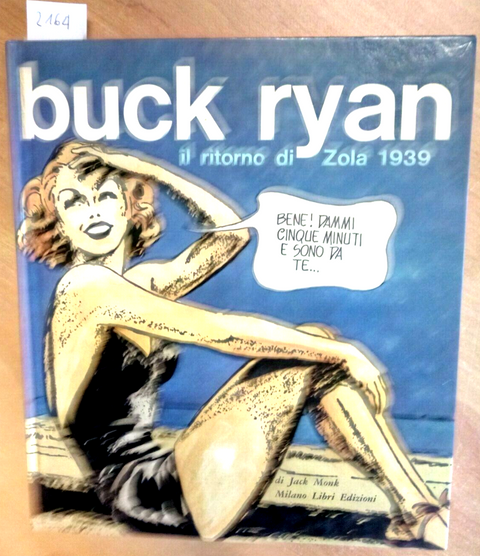 2164
buck ryan
il ritorno di Zola 1939
BENE! DAMMI
CINQUE MINUTI
E SONO DA
TE...
di Jack Monk
Milano Libri Edizioni